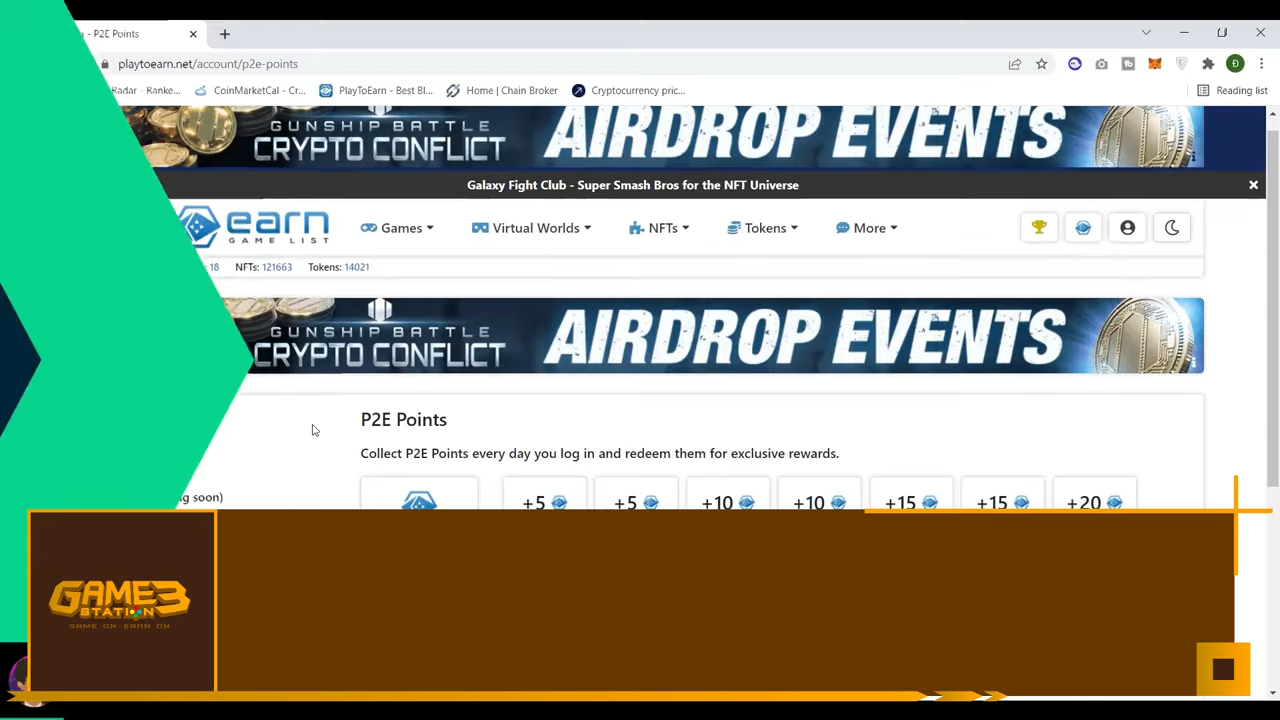 - P2E Points
playtoearn.net/account/p2e-points
Radar - Ranke...
CoinMarketCal - Cr...
PlayToEarn - Best Bl...
Home | Chain Broker
Cryptocurrency pric...
Reading list
GUNSHIP BATTLE
CRYPTO CONFLICT
AIRDROP EVENTS
Galaxy Fight Club - Super Smash Bros for the NFT Universe
earn
GAME LIST
Games
Virtual Worlds
NFTs
Tokens
More
18 NFTs: 121663 Tokens: 14021
GUNSHIP BATTLE
CRYPTO CONFLICT
AIRDROP EVENTS
P2E Points
Collect P2E Points every day you log in and redeem them for exclusive rewards.
g soon)
+5 +5 +10 +10 +15 +15 +20
GAME3
STATION
GAME ON-EARN ON